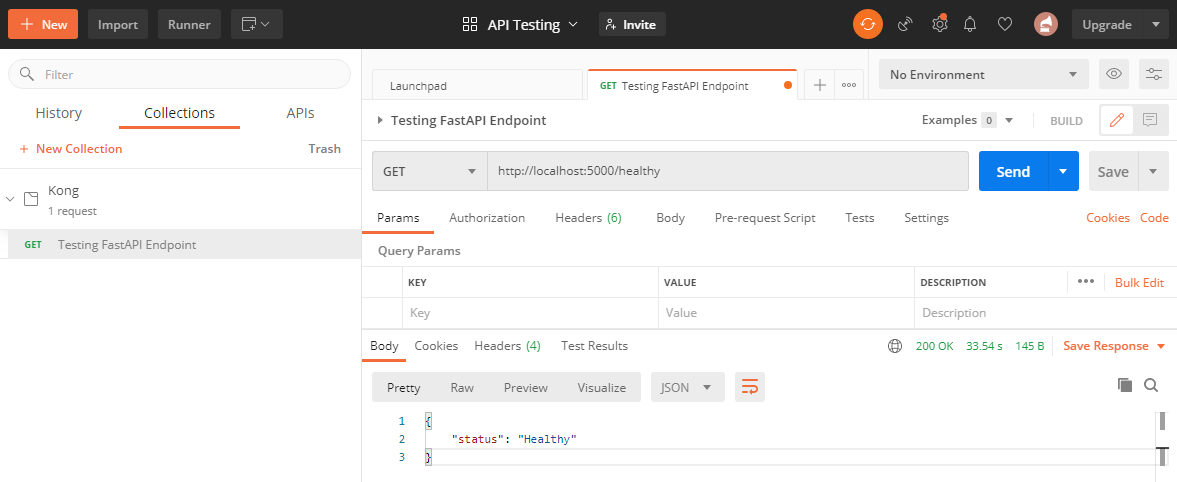 + New Import Runner API Testing Invite Upgrade
Filter
History Collections APIs
+ New Collection Trash
Kong
1 request
GET Testing FastAPI Endpoint
Launchpad GET Testing FastAPI Endpoint + ••• No Environment
Testing FastAPI Endpoint Examples 0 BUILD
GET http://localhost:5000/healthy Send Save
Params Authorization Headers (6) Body Pre-request Script Tests Settings Cookies Code
Query Params
KEY VALUE DESCRIPTION ••• Bulk Edit
Key Value Description
Body Cookies Headers (4) Test Results 200 OK 33.54 s 145 B Save Response
Pretty Raw Preview Visualize JSON
1 {
2 "status": "Healthy"
3 }